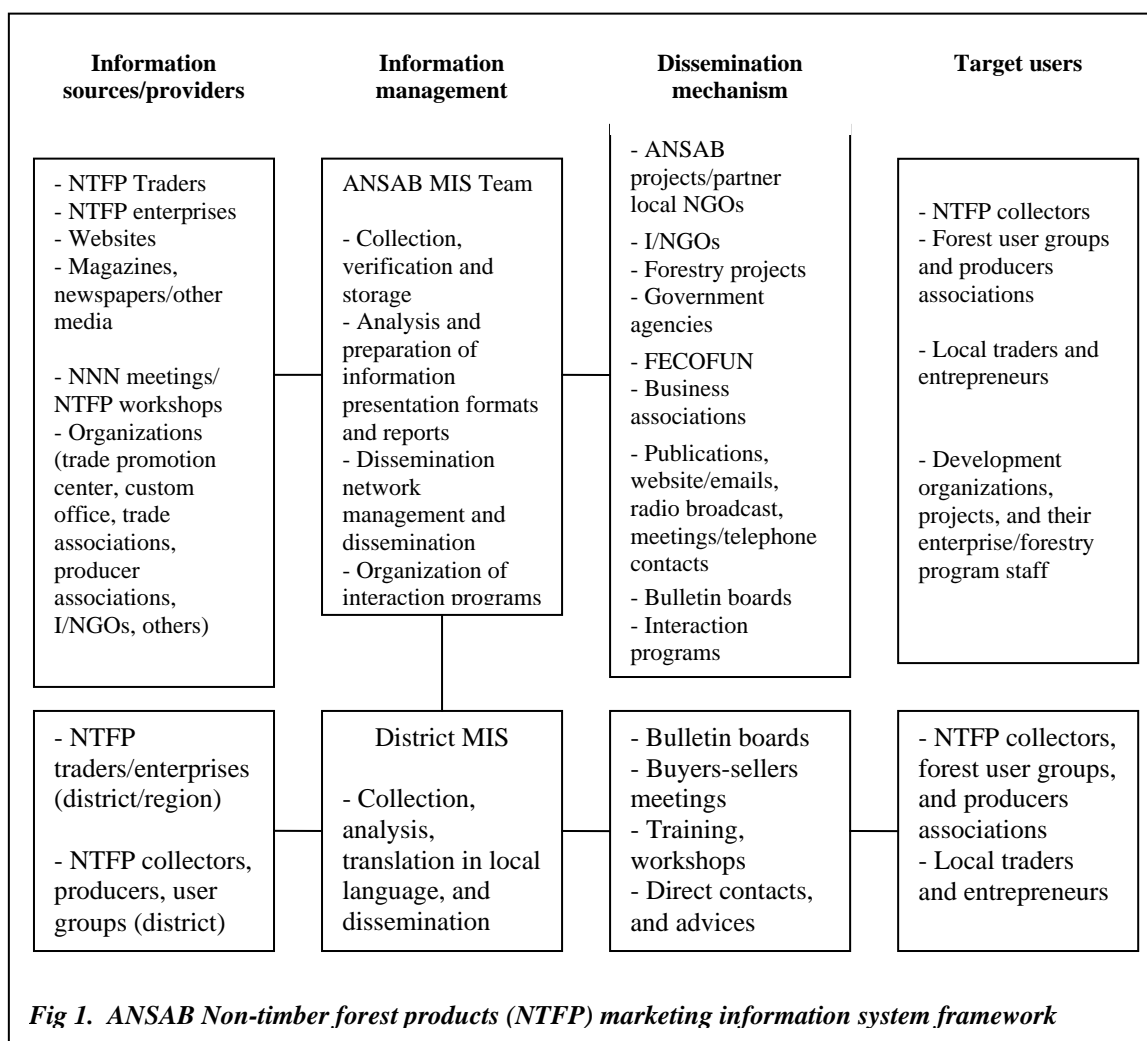 Information
sources/providers
Information
management
Dissemination
mechanism
Target users
- NTFP Traders
- NTFP enterprises
- Websites
- Magazines,
newspapers/other
media
- NNN meetings/
NTFP workshops
- Organizations
(trade promotion
center, custom
office, trade
associations,
producer
associations,
I/NGOs, others)
ANSAB MIS Team
- Collection,
verification and
storage
- Analysis and
preparation of
information
presentation formats
and reports
- Dissemination
network
management and
dissemination
- Organization of
interaction programs
- ANSAB
projects/partner
local NGOs
- I/NGOs
- Forestry projects
- Government
agencies
- FECOFUN
- Business
associations
- Publications,
website/emails,
radio broadcast,
meetings/telephone
contacts
- Bulletin boards
- Interaction
programs
- NTFP collectors
- Forest user groups
and producers
associations
- Local traders and
entrepreneurs
- Development
organizations,
projects, and their
enterprise/forestry
program staff
- NTFP
traders/enterprises
(district/region)
- NTFP collectors,
producers, user
groups (district)
District MIS
- Collection,
analysis,
translation in local
language, and
dissemination
- Bulletin boards
- Buyers-sellers
meetings
- Training,
workshops
- Direct contacts,
and advices
- NTFP collectors,
forest user groups,
and producers
associations
- Local traders
and entrepreneurs
Fig 1. ANSAB Non-timber forest products (NTFP) marketing information system framework